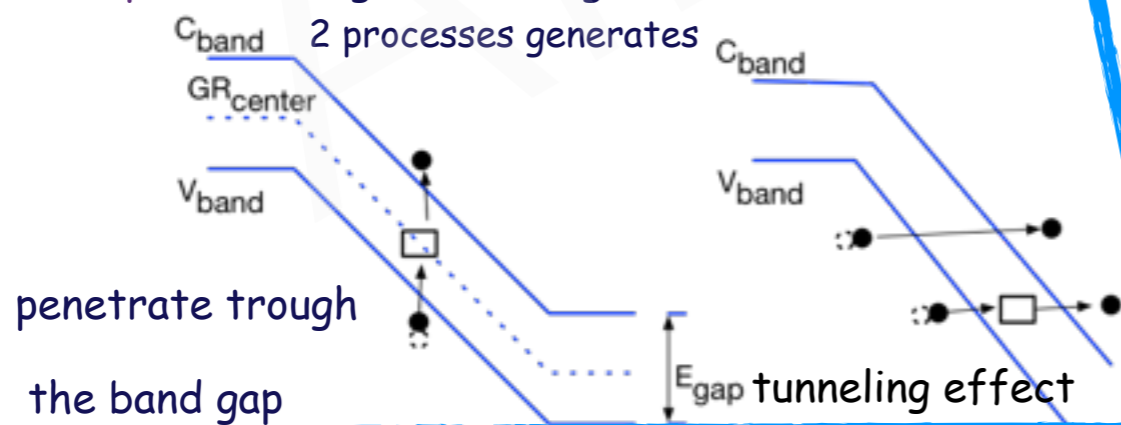 2 processes generates
Cband
GRcenter
Vband
Cband
Vband
penetrate trough
the band gap
Egap
tunneling effect